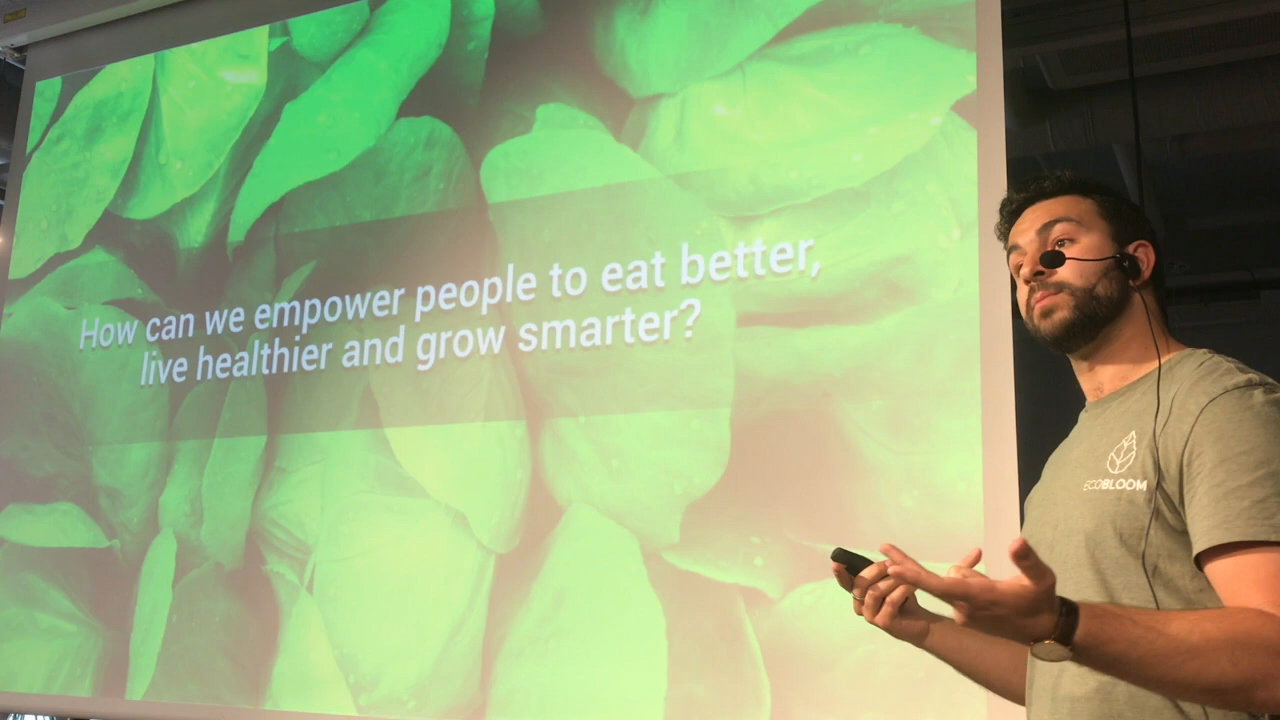 How can we empower people to eat better,
live healthier and grow smarter?
ECOBLOOM